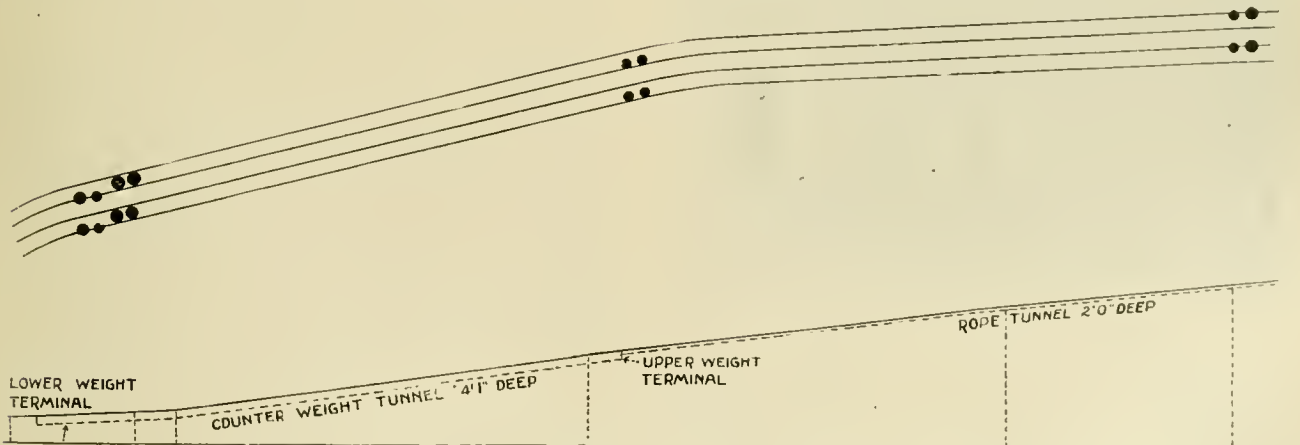 ROPE TUNNEL 2'0" DEEP
UPPER WEIGHT
TERMINAL
LOWER WEIGHT
TERMINAL
COUNTER WEIGHT TUNNEL 4'1" DEEP